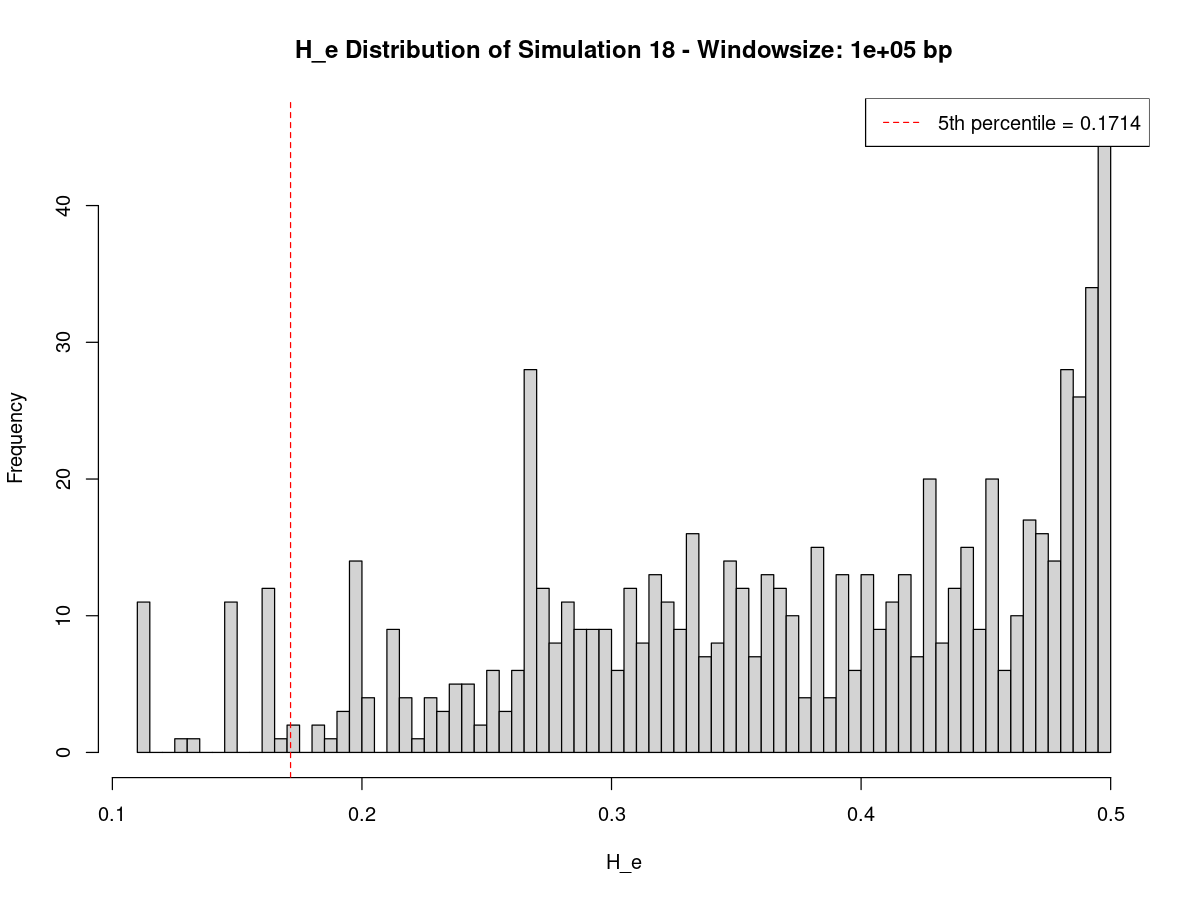 H_e Distribution of Simulation 18 - Windowsize: 1e+05 bp
5th percentile = 0.1714
Frequency
40
30
20
10
0
0.1 0.2 0.3 0.4 0.5
H_e